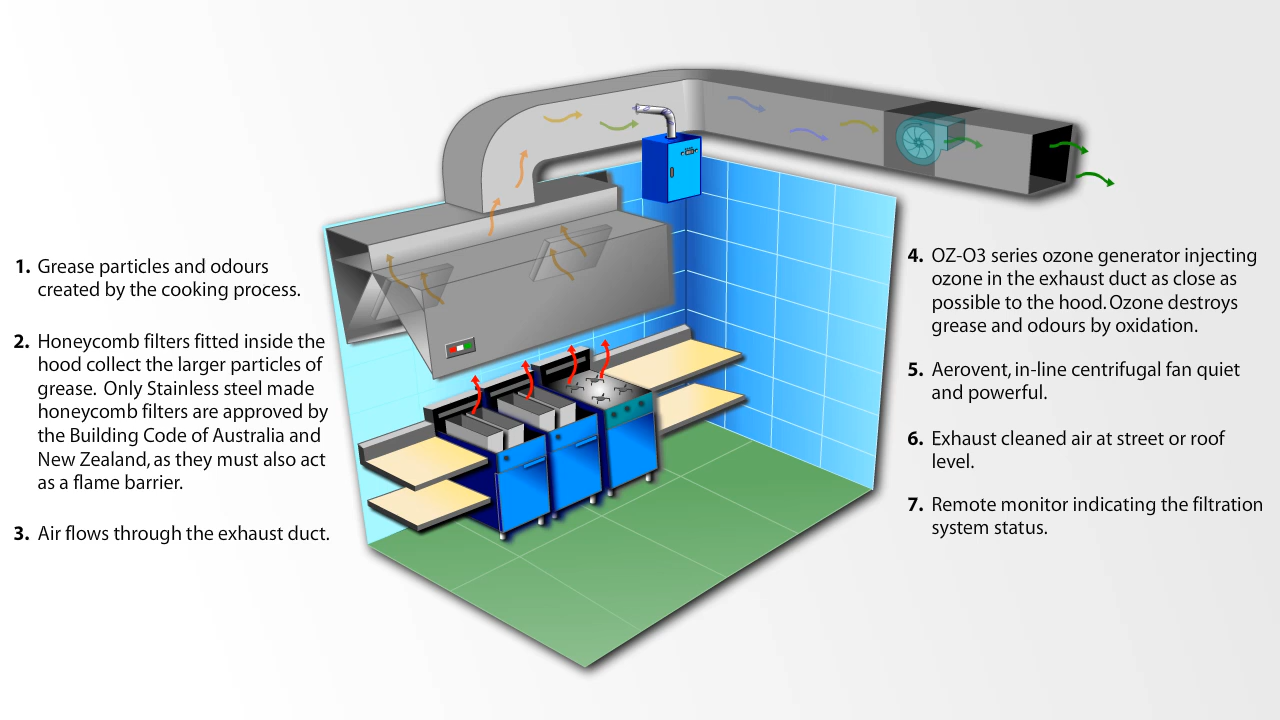 1. Grease particles and odours
created by the cooking process.
2. Honeycomb filters fitted inside the
hood collect the larger particles of
grease. Only Stainless steel made
honeycomb filters are approved by
the Building Code of Australia and
New Zealand, as they must also act
as a flame barrier.
3. Air flows through the exhaust duct.
4. OZ-O3 series ozone generator injecting
ozone in the exhaust duct as close as
possible to the hood. Ozone destroys
grease and odours by oxidation.
5. Aerovent, in-line centrifugal fan quiet
and powerful.
6. Exhaust cleaned air at street or roof
level.
7. Remote monitor indicating the filtration
system status.